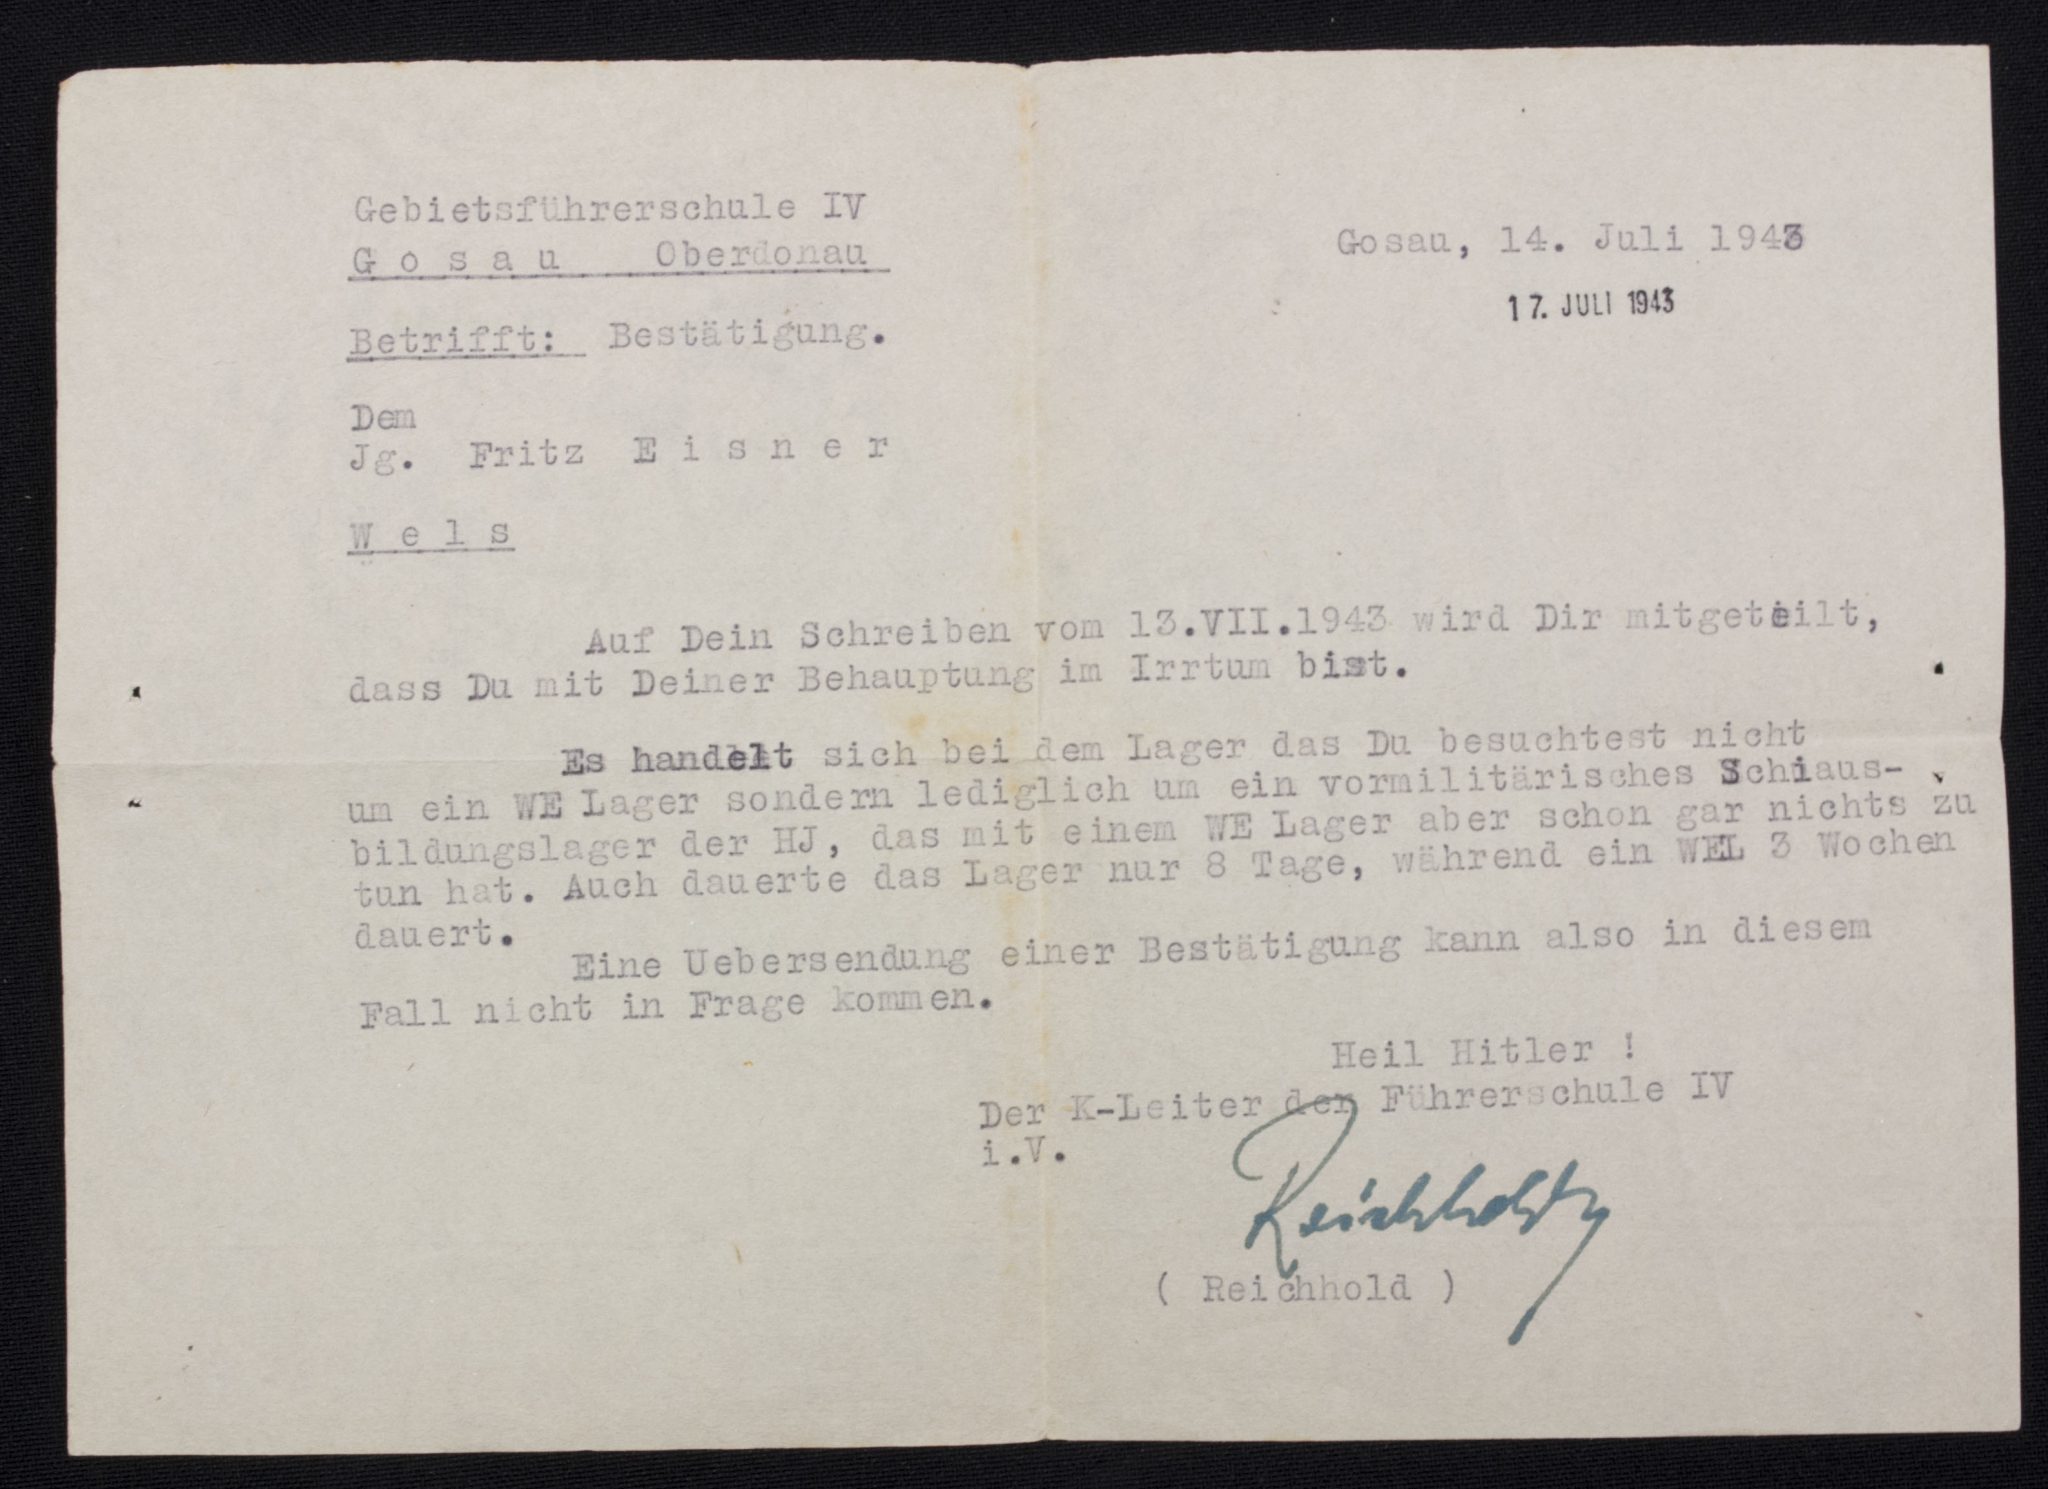 Gebietsführerschule IV
G o s a u Oberdonau
Gosau, 14. Juli 1943
17. JULI 1943
Betrifft: Bestätigung.
Dem
Jg. Fritz E i s n e r
W e l s
Auf Dein Schreiben vom 13.VII.1943 wird Dir mitgeteilt,
dass Du mit Deiner Behauptung im Irrtum bist.
Es handelt sich bei dem Lager das Du besuchtest nicht
um ein WE Lager sondern lediglich um ein vormilitärisches Schiaus-
bildungslager der HJ, das mit einem WE Lager aber schon gar nichts zu
tun hat. Auch dauerte das Lager nur 8 Tage, während ein WEL 3 Wochen
dauert.
Eine Uebersendung einer Bestätigung kann also in diesem
Fall nicht in Frage kommen.
Heil Hitler !
Der K-Leiter der Führerschule IV
i.V.
Reichhold
( Reichhold )